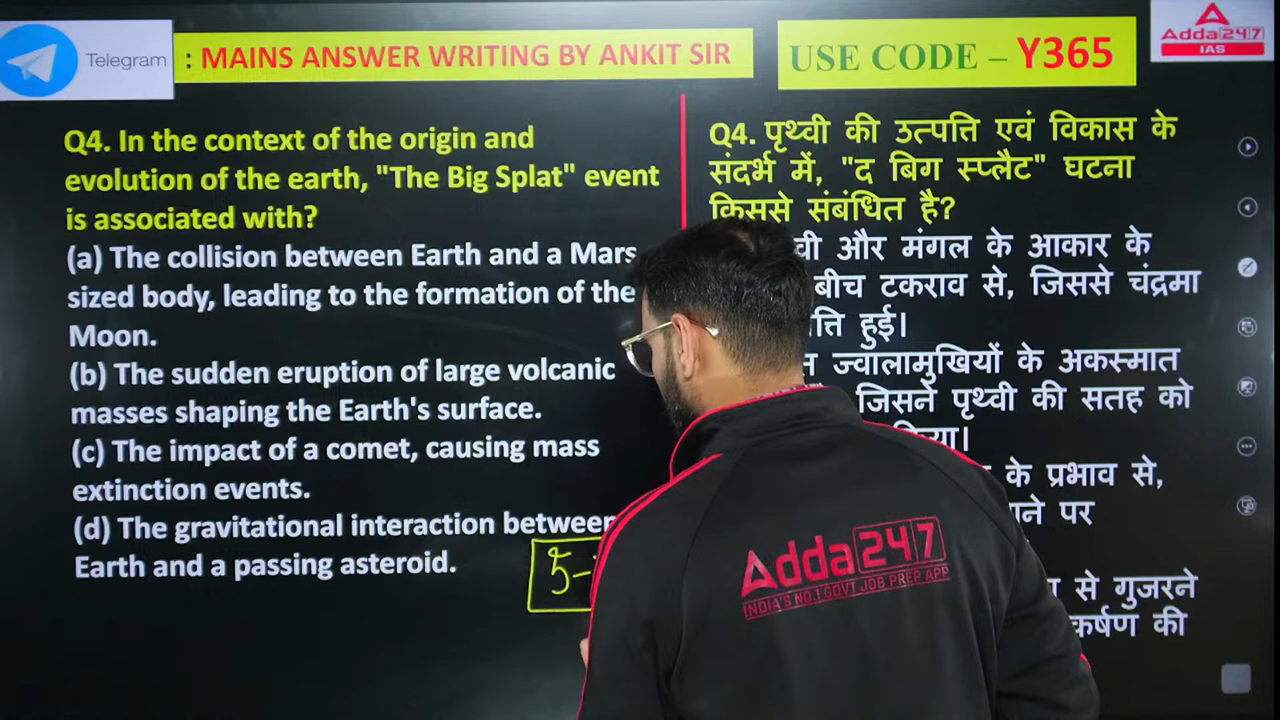 Telegram
: MAINS ANSWER WRITING BY ANKIT SIR
USE CODE – Y365
Adda247
IAS
Q4. In the context of the origin and
evolution of the earth, "The Big Splat" event
is associated with?
(a) The collision between Earth and a Mars
sized body, leading to the formation of the
Moon.
(b) The sudden eruption of large volcanic
masses shaping the Earth's surface.
(c) The impact of a comet, causing mass
extinction events.
(d) The gravitational interaction between
Earth and a passing asteroid.
5-
Q4. पृथ्वी की उत्पत्ति एवं विकास के
संदर्भ में, "द बिग स्प्लैट" घटना
किससे संबंधित है?
और मंगल के आकार के
बीच टकराव से, जिससे चंद्रमा
हुई।
ज्वालामुखियों के अकस्मात
जिसने पृथ्वी की सतह को
के प्रभाव से,
पर
से गुजरने
की
Adda247
INDIA'S NO.1 GOVT JOB PREP APP